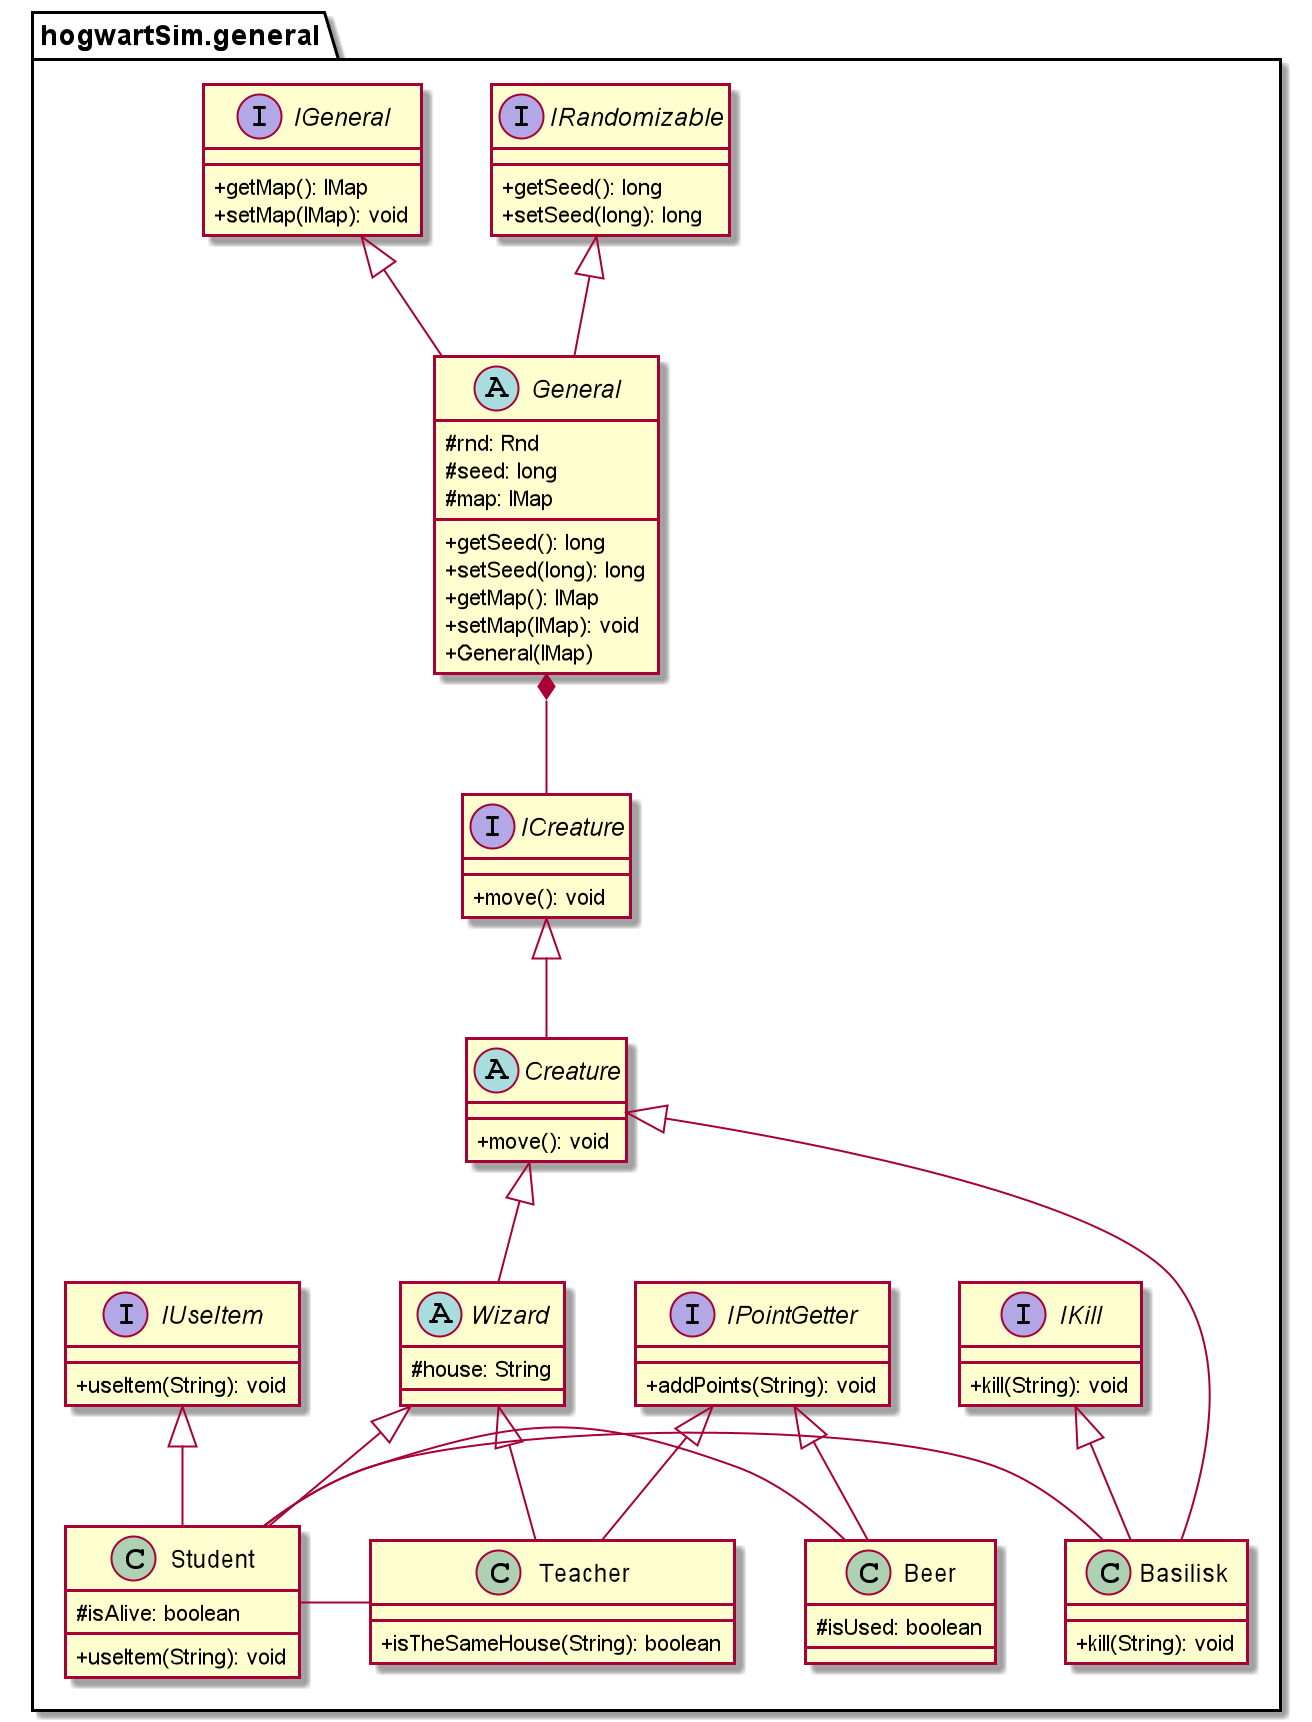 hogwartSim.general
I IGeneral
+getMap(): IMap
+setMap(IMap): void
I IRandomizable
+getSeed(): long
+setSeed(long): long
A General
#rnd: Rnd
#seed: long
#map: IMap
+getSeed(): long
+setSeed(long): long
+getMap(): IMap
+setMap(IMap): void
+General(IMap)
I ICreature
+move(): void
A Creature
+move(): void
I IUseItem
+useItem(String): void
A Wizard
#house: String
I IPointGetter
+addPoints(String): void
I IKill
+kill(String): void
C Student
#isAlive: boolean
+useItem(String): void
C Teacher
+isTheSameHouse(String): boolean
C Beer
#isUsed: boolean
C Basilisk
+kill(String): void